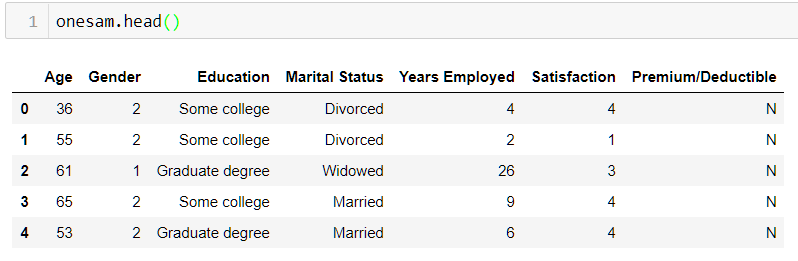 1 onesam.head()
Age Gender Education Marital Status Years Employed Satisfaction Premium/Deductible
0 36 2 Some college Divorced 4 4 N
1 55 2 Some college Divorced 2 1 N
2 61 1 Graduate degree Widowed 26 3 N
3 65 2 Some college Married 9 4 N
4 53 2 Graduate degree Married 6 4 N